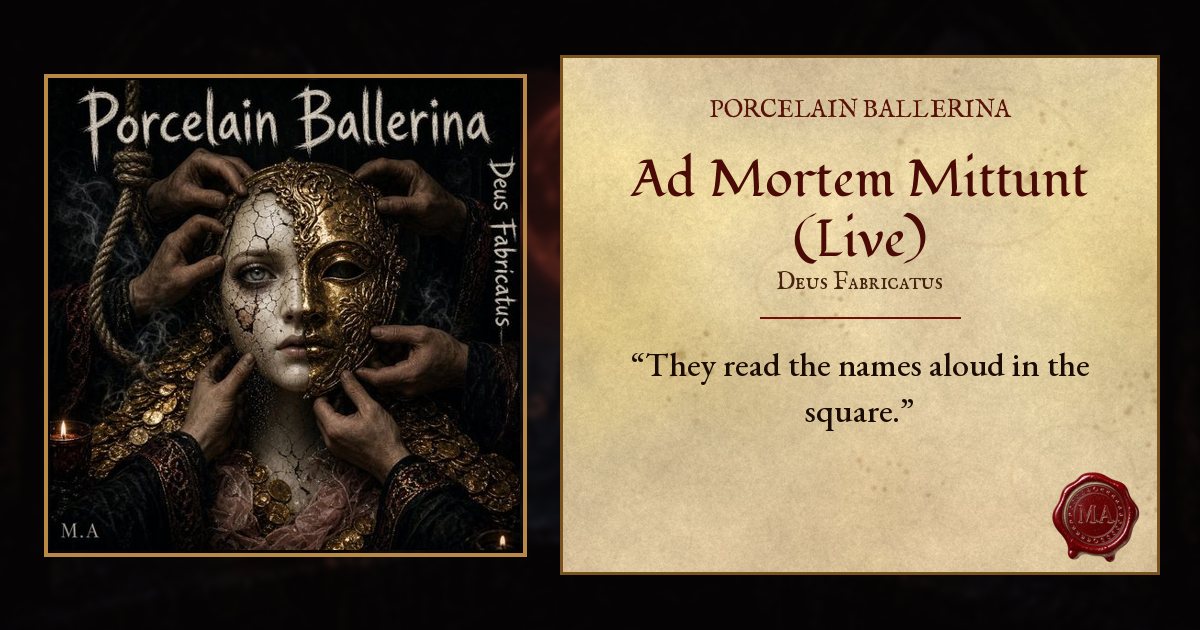 Porcelain Ballerina
Deus Fabricatus
M.A
PORCELAIN BALLERINA
Ad Mortem Mittunt
(Live)
Deus Fabricatus
“They read the names aloud in the
square.”
MA